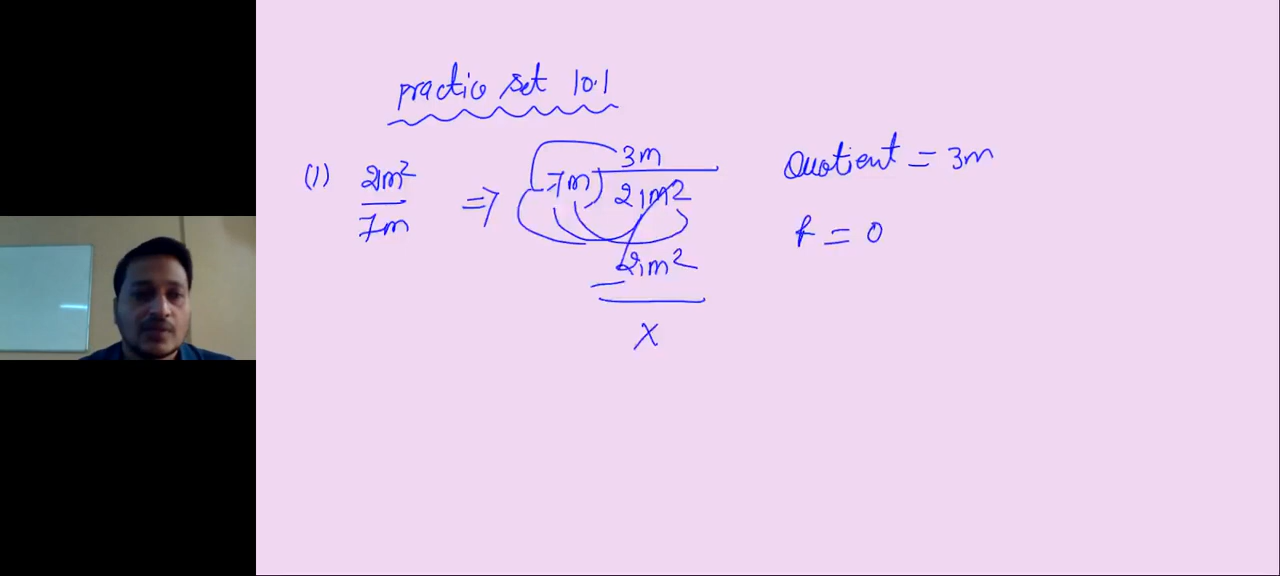 practice set 10.1
(1) 21m²
7m
⇒ 7m) 21m²
3m
21m²
—
x
Quotient = 3m
R = 0